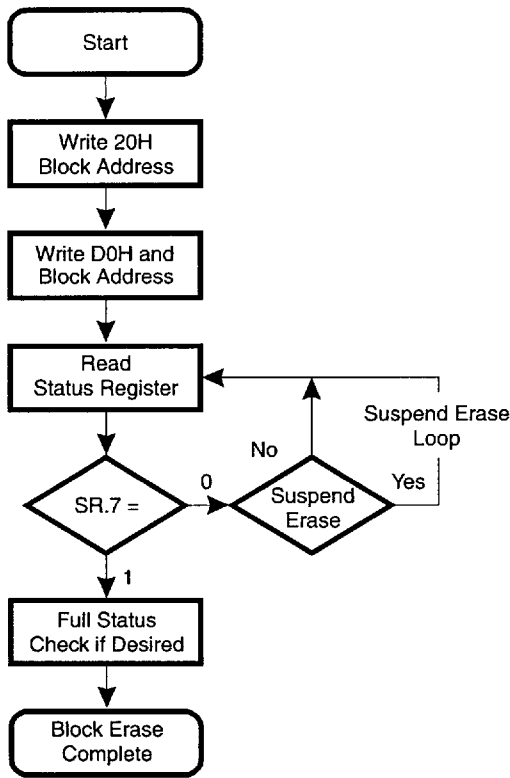 Start
Write 20H
Block Address
Write D0H and
Block Address
Read
Status Register
Suspend Erase
Loop
No
Yes
0
SR.7 =
Suspend
Erase
1
Full Status
Check if Desired
Block Erase
Complete